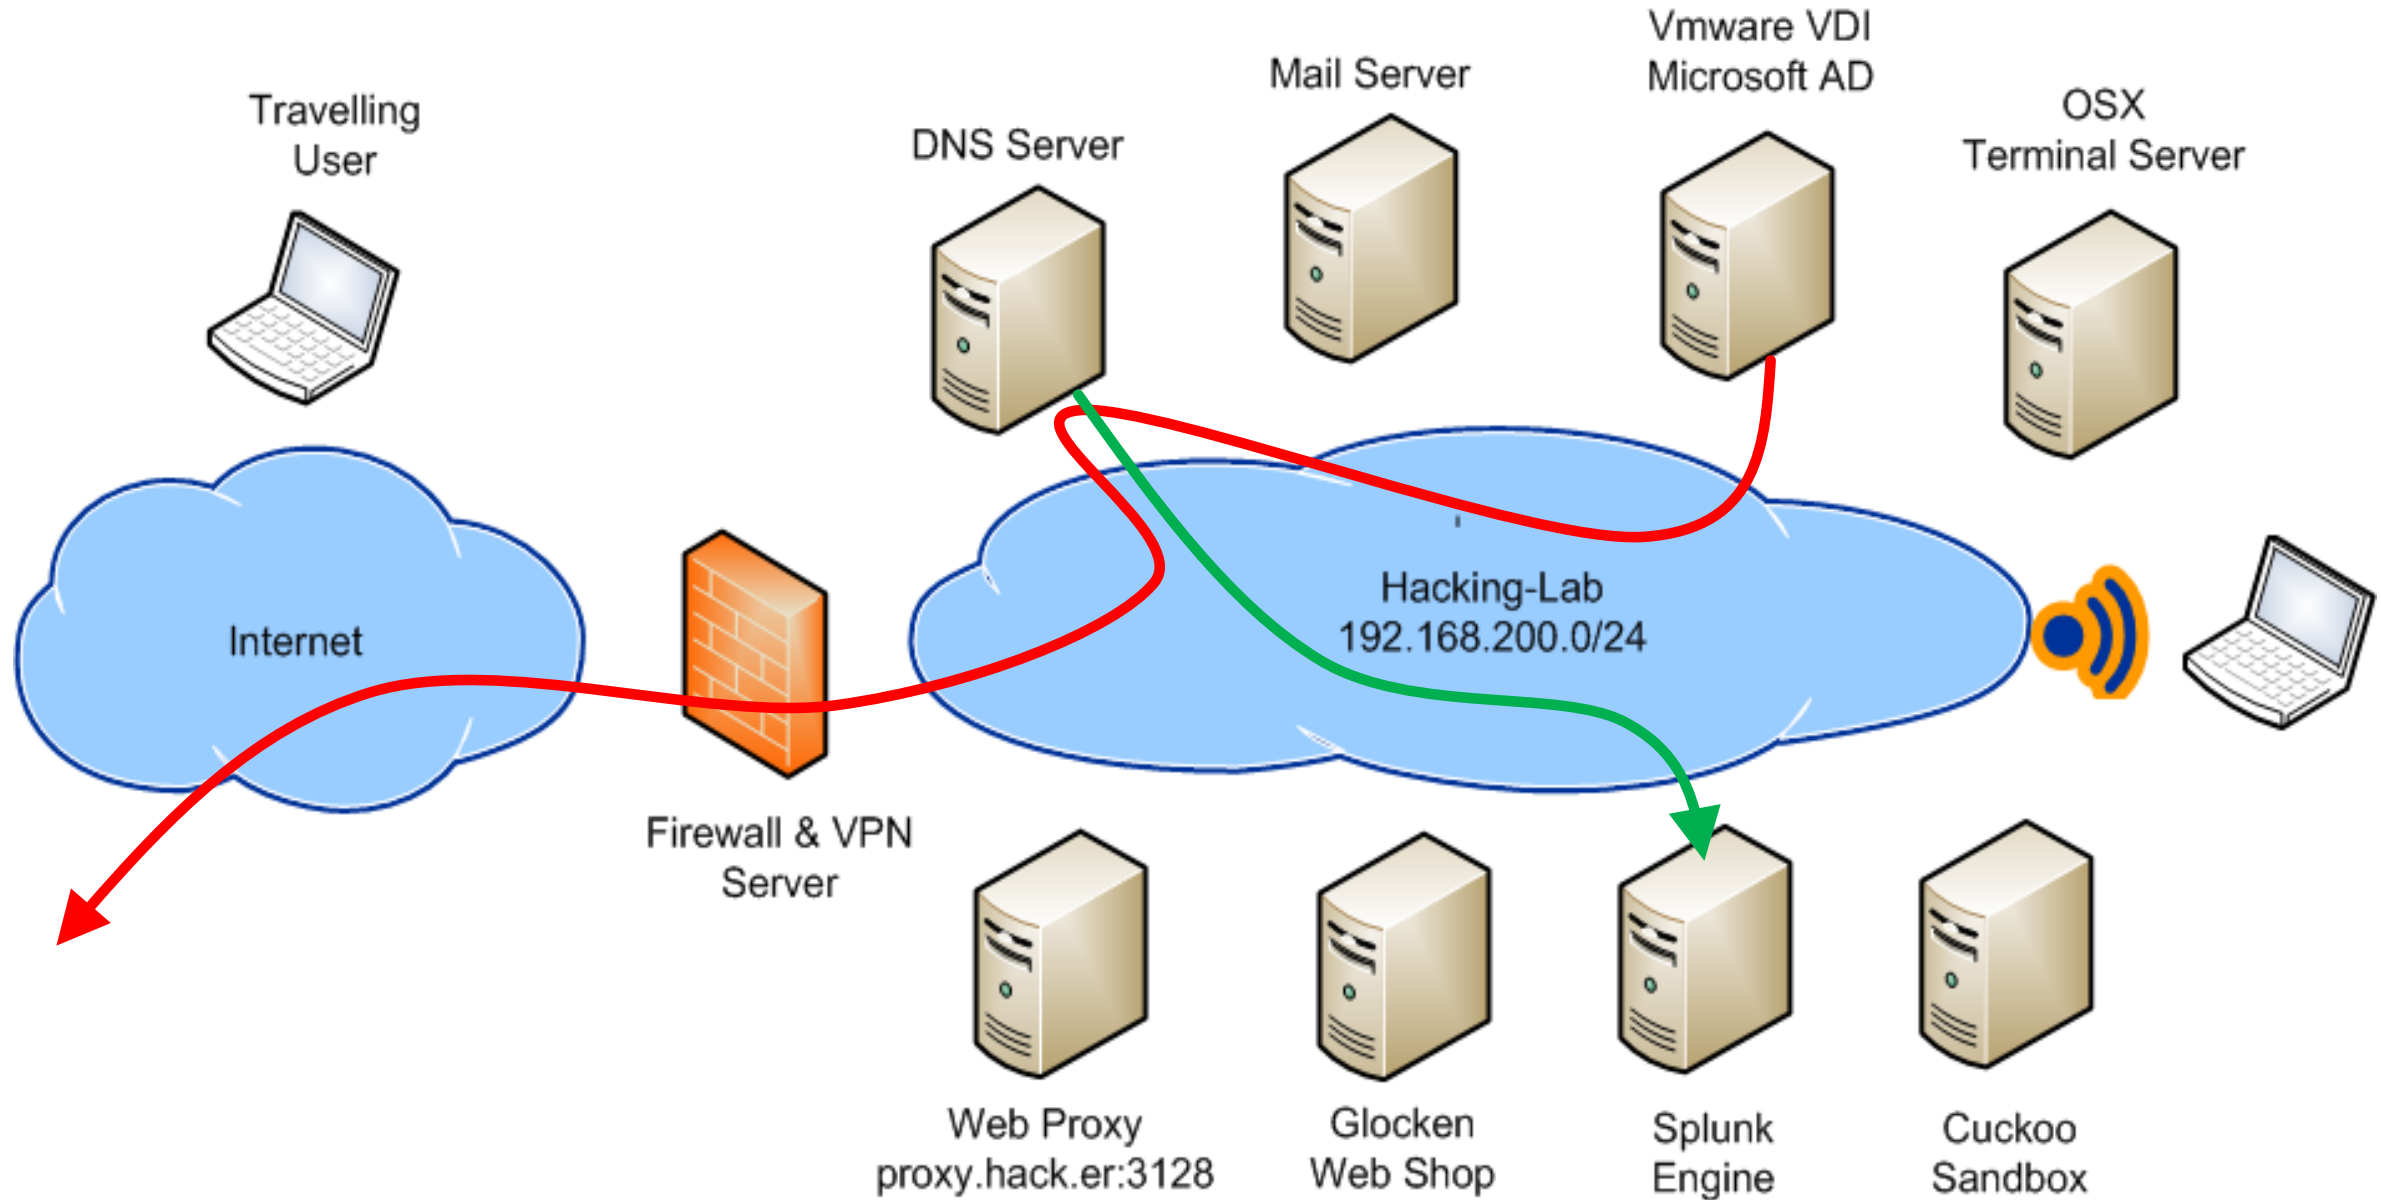 Travelling
User
DNS Server
Mail Server
Vmware VDI
Microsoft AD
OSX
Terminal Server
Internet
Hacking-Lab
192.168.200.0/24
Firewall & VPN
Server
Web Proxy
proxy.hack.er:3128
Glocken
Web Shop
Splunk
Engine
Cuckoo
Sandbox